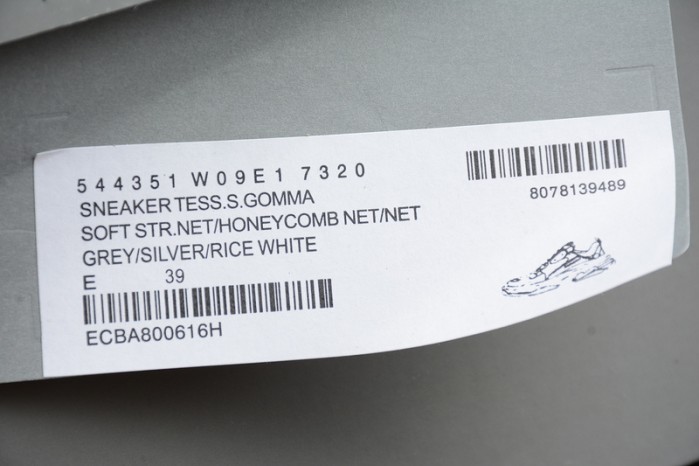 544351 W09E1 7320
SNEAKER TESS.S.GOMMA
SOFT STR.NET/HONEYCOMB NET/NET
GREY/SILVER/RICE WHITE
E 39
ECBA800616H
8078139489